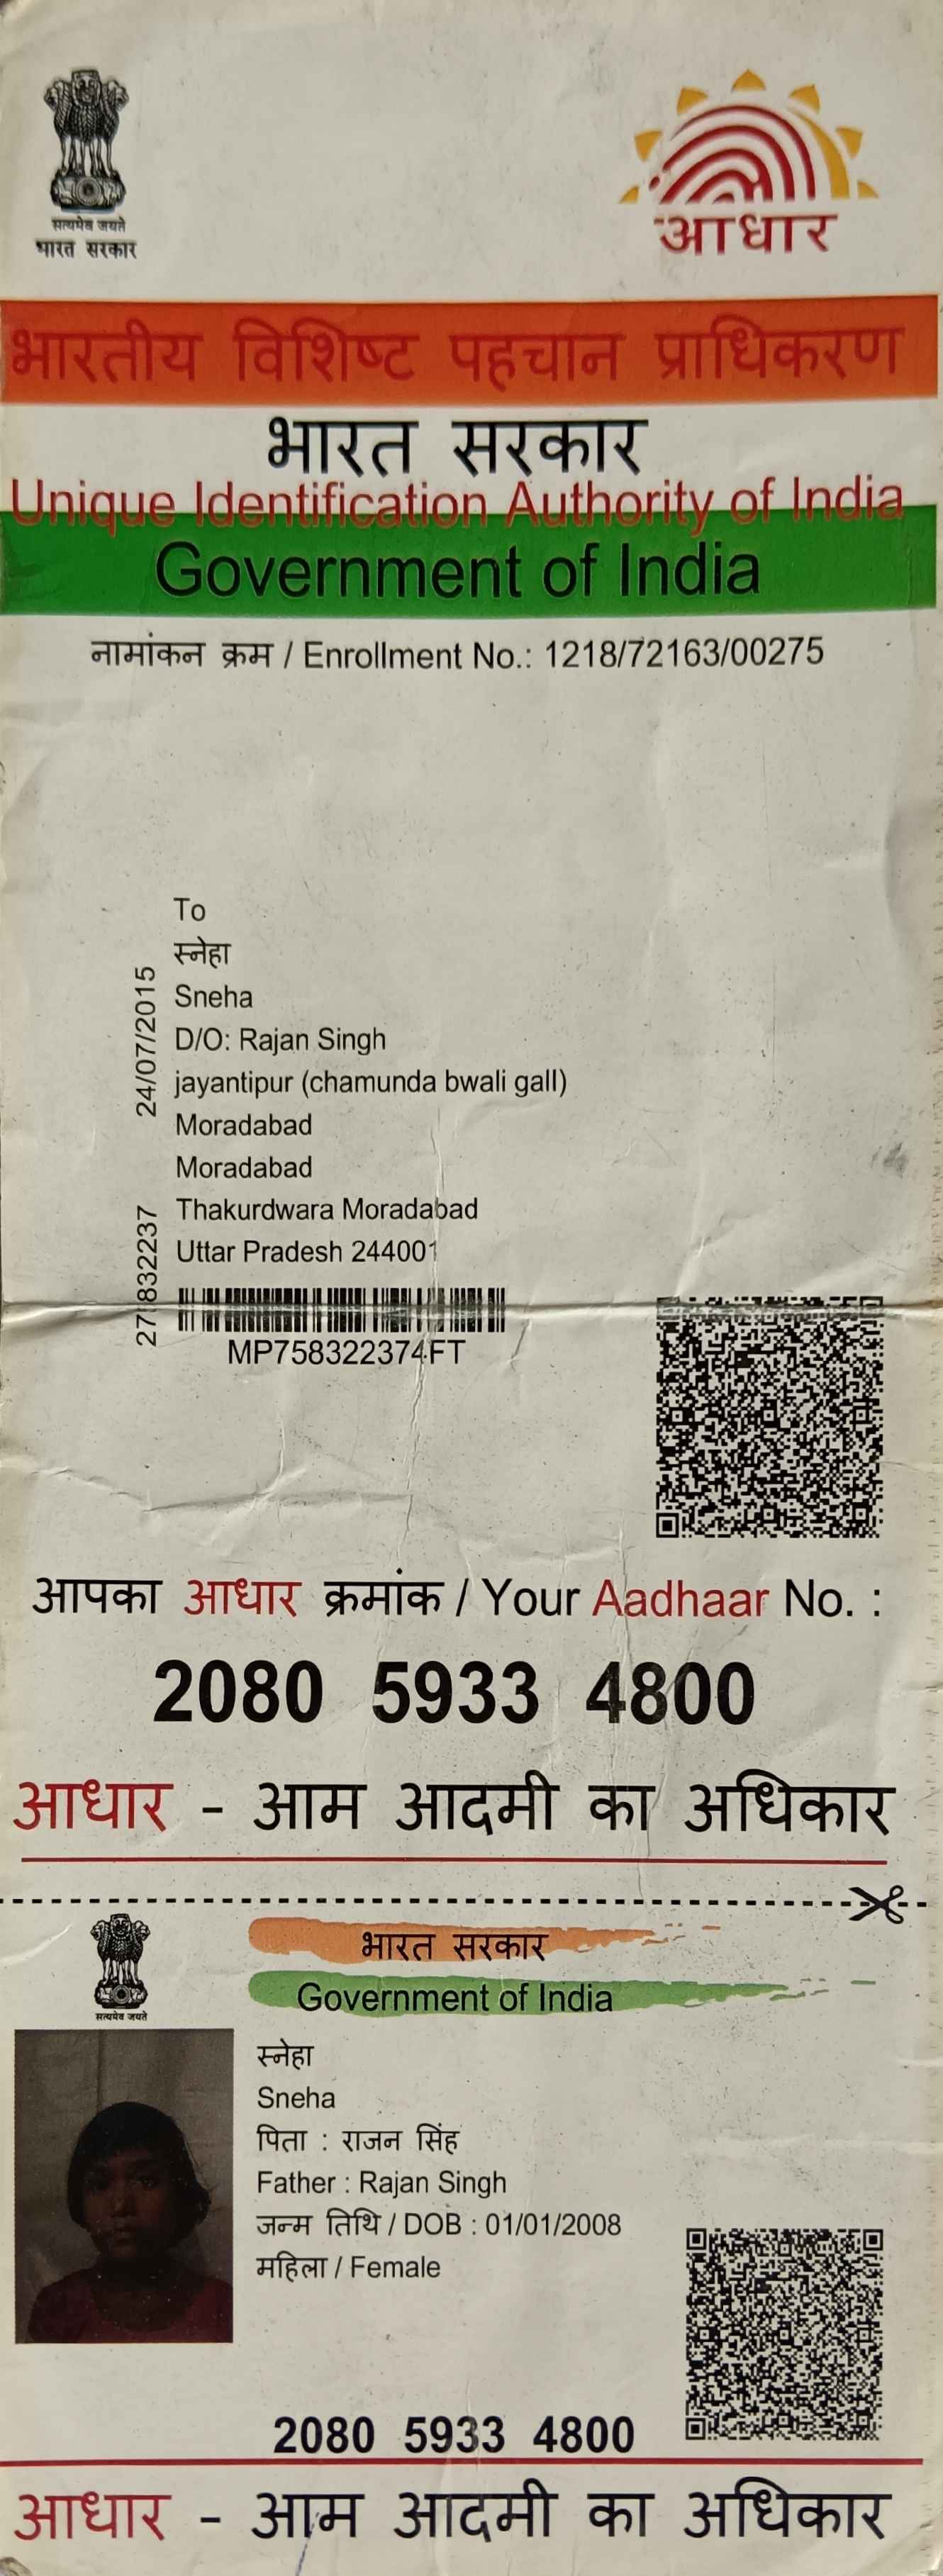 सत्यमेव जयते
भारत सरकार
आधार
भारतीय विशिष्ट पहचान प्राधिकरण
भारत सरकार
Unique Identification Authority of India
Government of India
नामांकन क्रम / Enrollment No.: 1218/72163/00275
To
स्नेहा
Sneha
D/O: Rajan Singh
jayantipur (chamunda bwali gall)
Moradabad
Moradabad
Thakurdwara Moradabad
Uttar Pradesh 244001
24/07/2015
MP758322374FT
आपका आधार क्रमांक / Your Aadhaar No. :
2080 5933 4800
आधार - आम आदमी का अधिकार
भारत सरकार
Government of India
सत्यमेव जयते
स्नेहा
Sneha
पिता : राजन सिंह
Father : Rajan Singh
जन्म तिथि / DOB : 01/01/2008
महिला / Female
2080 5933 4800
आधार - आम आदमी का अधिकार